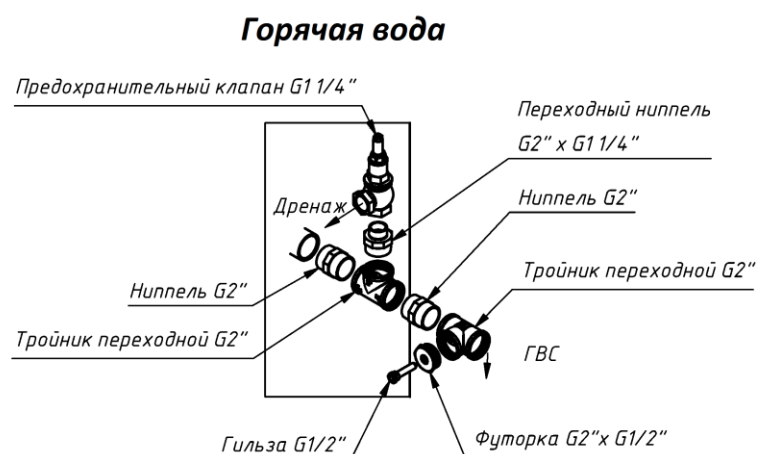 Горячая вода
Предохранительный клапан G1 1/4"
Переходный ниппель
G2" x G1 1/4"
Дренаж
Ниппель G2"
Тройник переходной G2"
Ниппель G2"
Тройник переходной G2"
ГВС
Гильза G1/2"
Футорка G2"x G1/2"